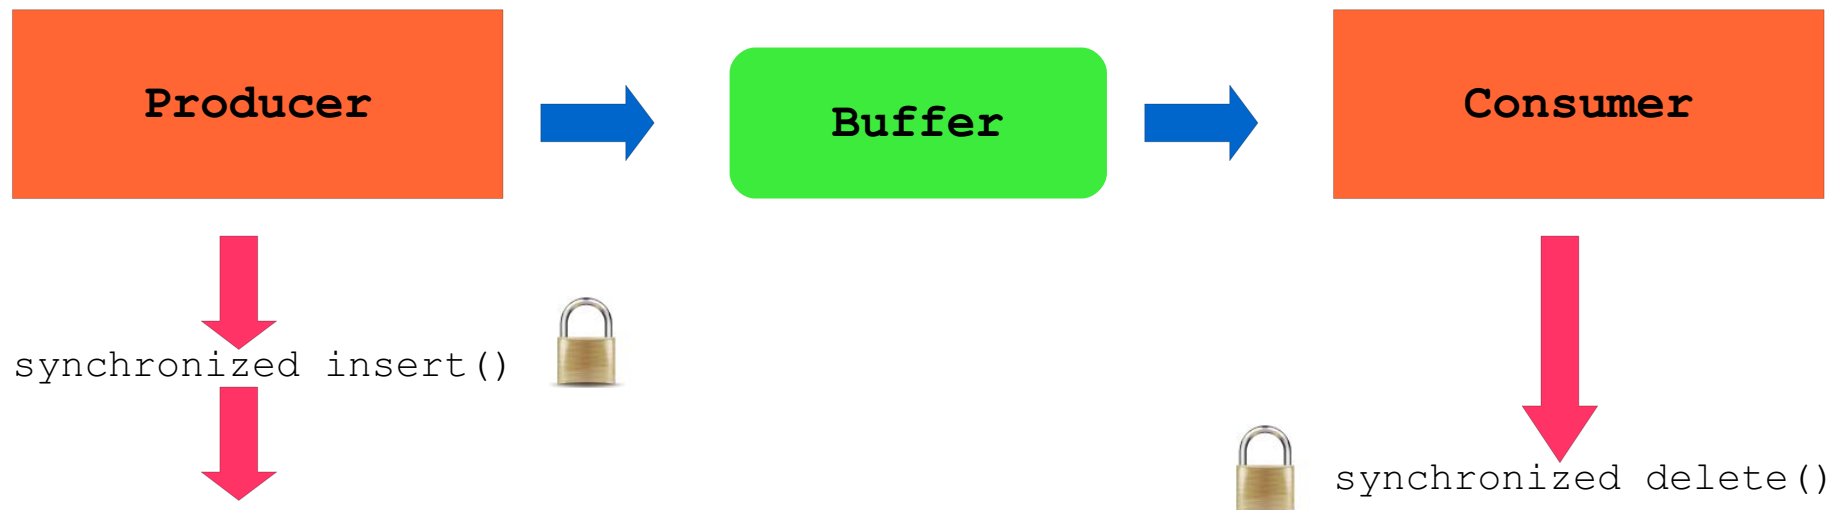 Producer
Buffer
Consumer
synchronized insert()
synchronized delete()